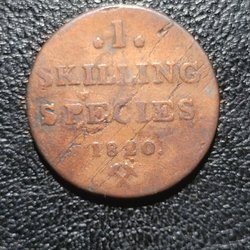 ·1·
SKILLING
SPECIES
1820.